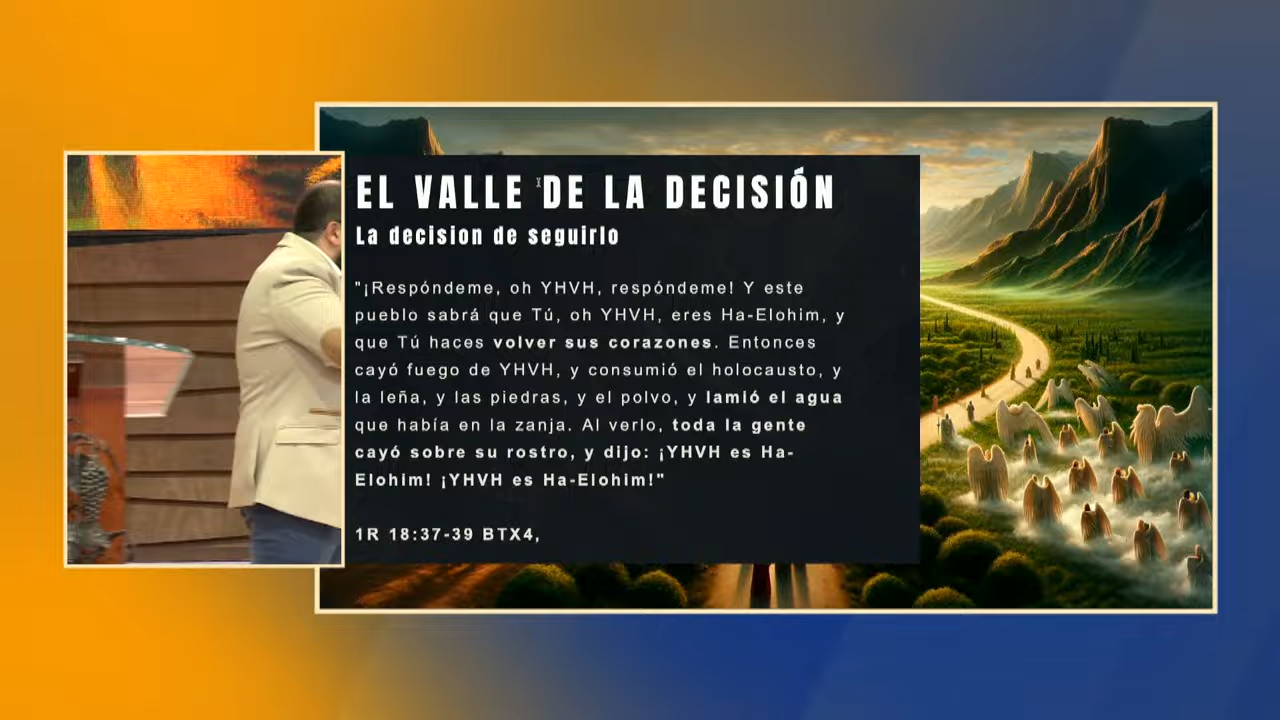 EL VALLE DE LA DECISIÓN
La decision de seguirlo
"¡Respóndeme, oh YHVH, respóndeme! Y este
pueblo sabrá que Tú, oh YHVH, eres Ha-Elohim, y
que Tú haces volver sus corazones. Entonces
cayó fuego de YHVH, y consumió el holocausto, y
la leña, y las piedras, y el polvo, y lamió el agua
que había en la zanja. Al verlo, toda la gente
cayó sobre su rostro, y dijo: ¡YHVH es Ha-
Elohim! ¡YHVH es Ha-Elohim!"
1R 18:37-39 BTX4,